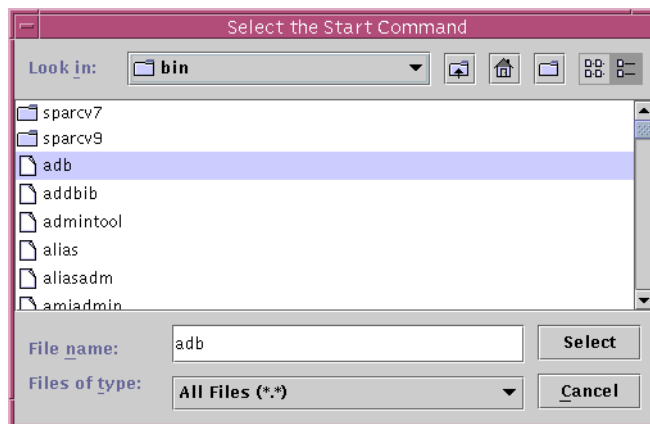 Select the Start Command
Look in: bin
sparcv7
sparcv9
adb
addbib
admintool
alias
aliasadm
amiadmin
File name: adb Select
Files of type: All Files (*.*) Cancel